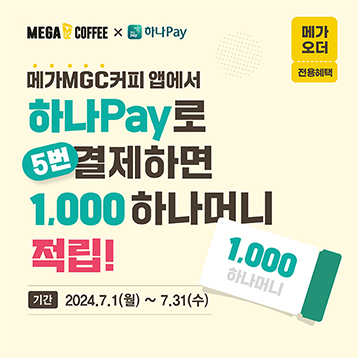 MEGA COFFEE × 하나Pay
메가
오더
전용혜택
메가MGC커피 앱에서
하나Pay로
5번 결제하면
1,000 하나머니
적립!
1,000
하나머니
기간 2024.7.1(월) ~ 7.31(수)